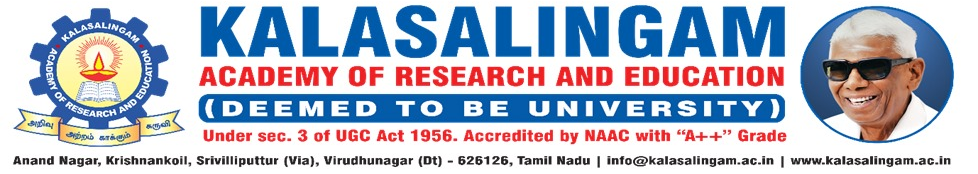 KALASALINGAM
ACADEMY OF RESEARCH AND EDUCATION
KALASALINGAM
ACADEMY OF RESEARCH AND EDUCATION
(DEEMED TO BE UNIVERSITY)
Under sec. 3 of UGC Act 1956. Accredited by NAAC with “A++” Grade
அறிவு
அற்றம் காக்கும்
கருவி
Anand Nagar, Krishnankoil, Srivilliputtur (Via), Virudhunagar (Dt) - 626126, Tamil Nadu | info@kalasalingam.ac.in | www.kalasalingam.ac.in